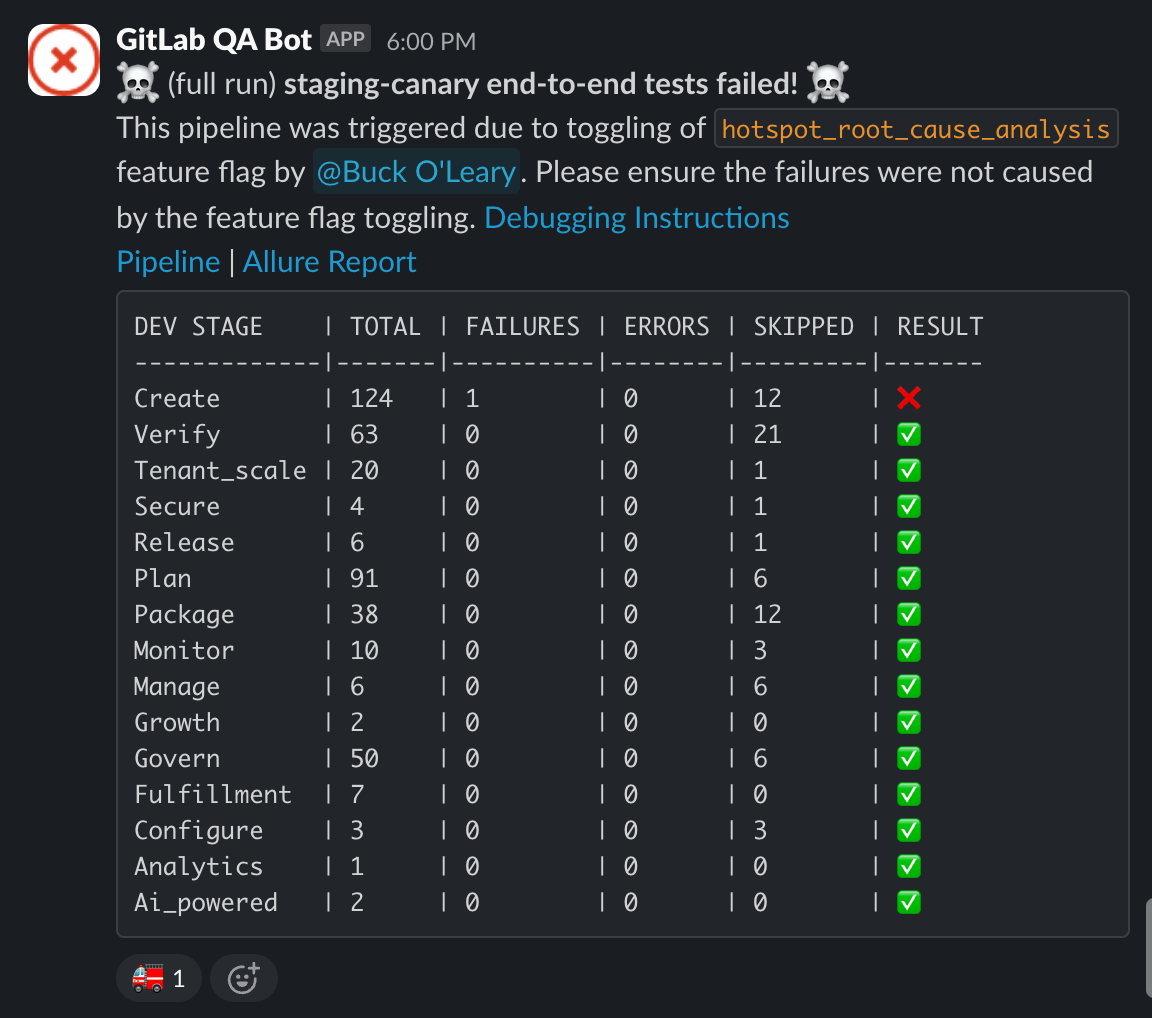 GitLab QA Bot APP 6:00 PM
☠️ (full run) staging-canary end-to-end tests failed! ☠️
This pipeline was triggered due to toggling of hotspot_root_cause_analysis
feature flag by @Buck O'Leary. Please ensure the failures were not caused
by the feature flag toggling. Debugging Instructions
Pipeline | Allure Report
DEV STAGE    | TOTAL | FAILURES | ERRORS | SKIPPED | RESULT
-------------|-------|----------|--------|---------|-------
Create       | 124   | 1        | 0      | 12      | ❌
Verify       | 63    | 0        | 0      | 21      | ✅
Tenant_scale | 20    | 0        | 0      | 1       | ✅
Secure       | 4     | 0        | 0      | 1       | ✅
Release      | 6     | 0        | 0      | 1       | ✅
Plan         | 91    | 0        | 0      | 6       | ✅
Package      | 38    | 0        | 0      | 12      | ✅
Monitor      | 10    | 0        | 0      | 3       | ✅
Manage       | 6     | 0        | 0      | 6       | ✅
Growth       | 2     | 0        | 0      | 0       | ✅
Govern       | 50    | 0        | 0      | 6       | ✅
Fulfillment  | 7     | 0        | 0      | 0       | ✅
Configure    | 3     | 0        | 0      | 3       | ✅
Analytics    | 1     | 0        | 0      | 0       | ✅
Ai_powered   | 2     | 0        | 0      | 0       | ✅
🚒 1